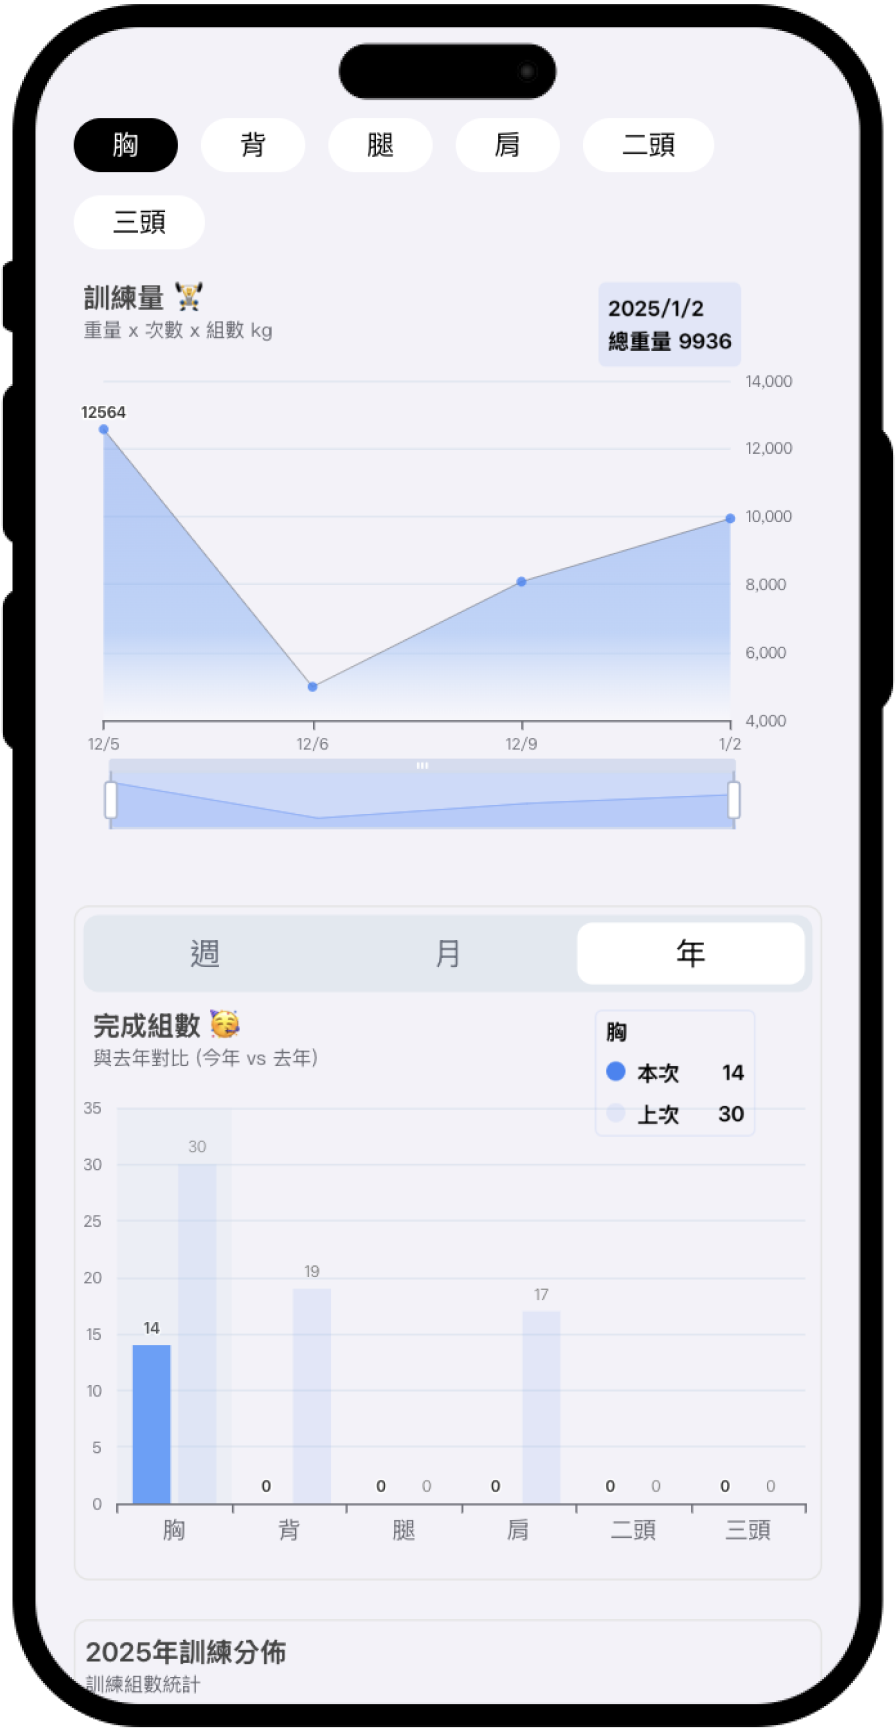 胸 背 腿 肩 二頭
三頭
訓練量 🏋️
重量 x 次數 x 組數 kg
2025/1/2
總重量 9936
14,000
12564
12,000
10,000
8,000
6,000
4,000
12/5 12/6 12/9 1/2
週 月 年
完成組數 🥳
與去年對比 (今年 vs 去年)
胸
本次 14
上次 30
35
30
30
25
20
19
17
15
14
10
5
0
0 0 0 0 0 0 0 0
胸 背 腿 肩 二頭 三頭
2025年訓練分佈
訓練組數統計